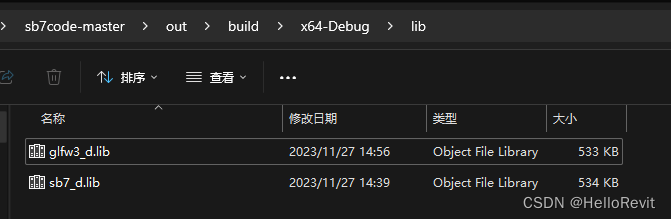 sb7code-master > out > build > x64-Debug > lib
排序 查看 •••
名称 修改日期 类型 大小
glfw3_d.lib 2023/11/27 14:56 Object File Library 533 KB
sb7_d.lib 2023/11/27 14:39 Object File Library 534 KB
CSDN @HelloRevit